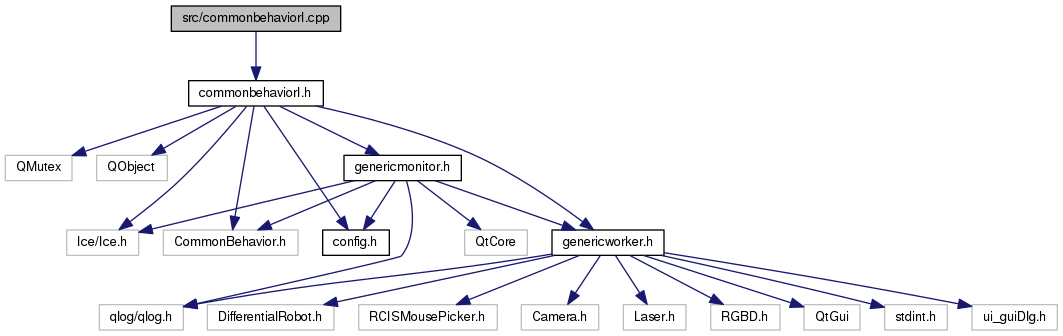 src/commonbehaviorI.cpp
commonbehaviorI.h
QMutex
QObject
genericmonitor.h
Ice/Ice.h
CommonBehavior.h
config.h
QtCore
genericworker.h
qlog/qlog.h
DifferentialRobot.h
RCISMousePicker.h
Camera.h
Laser.h
RGBD.h
QtGui
stdint.h
ui_guiDlg.h